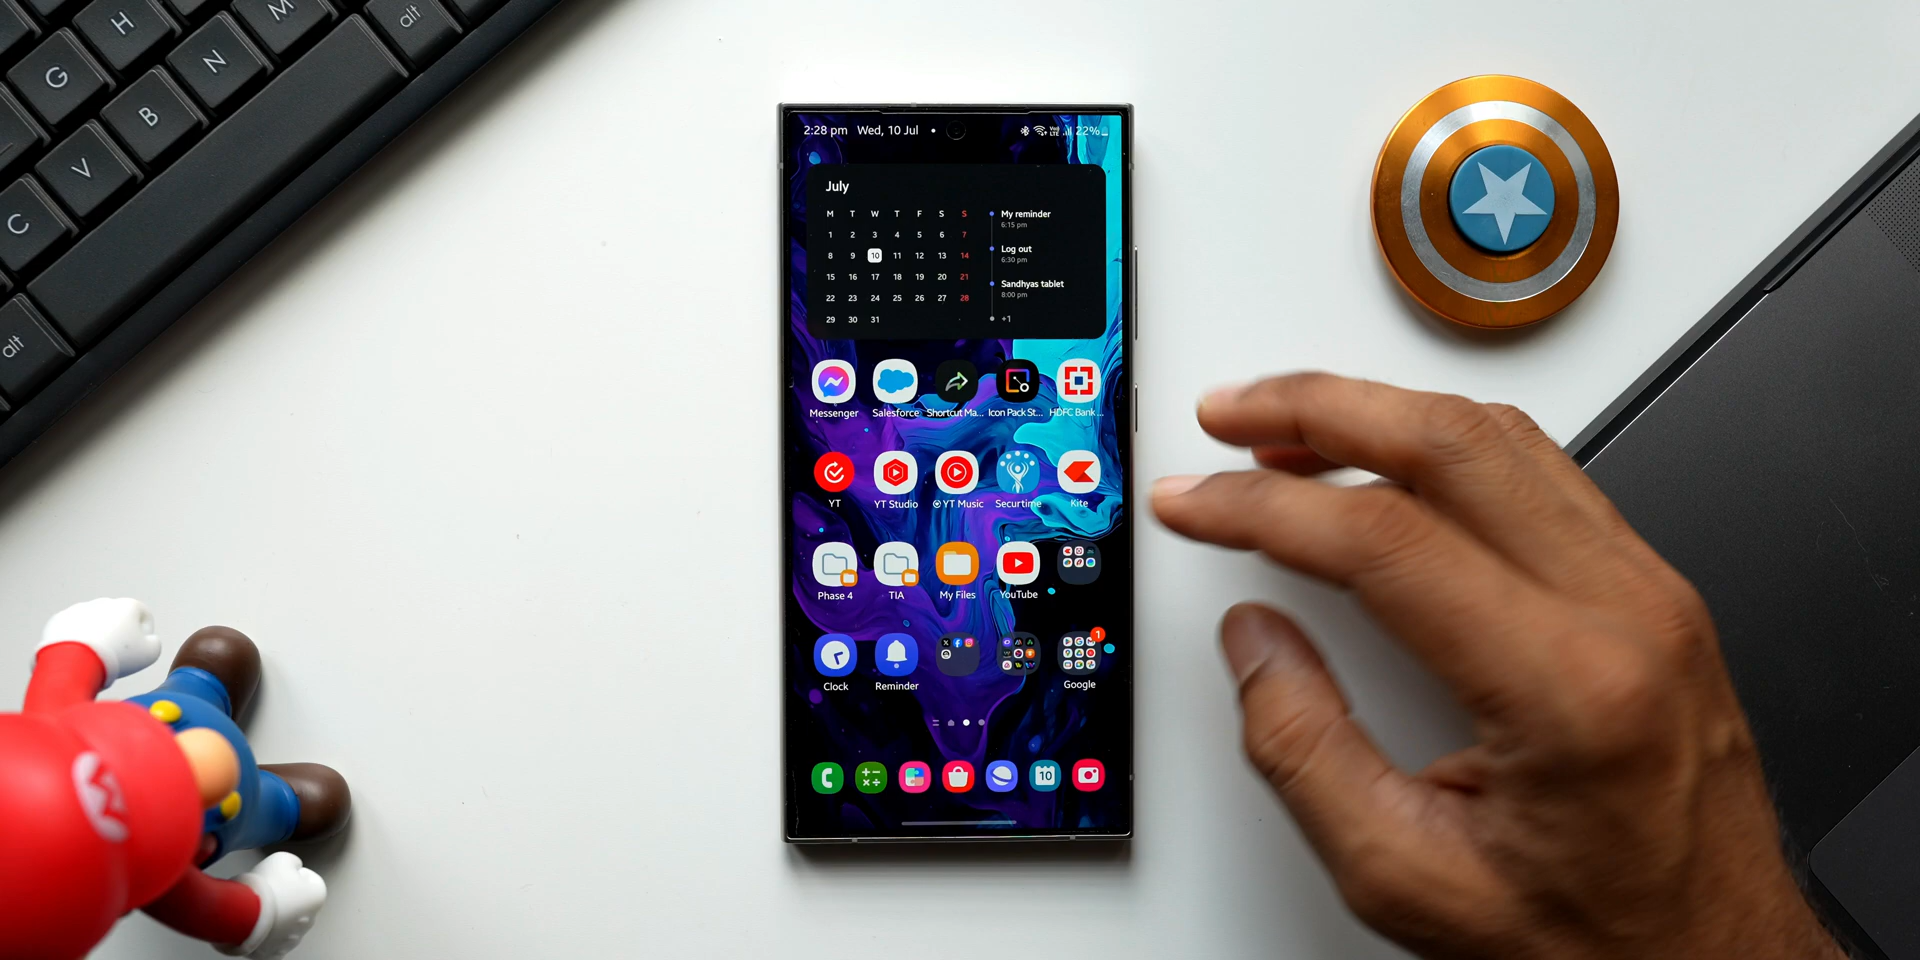 H
M
alt
G
N
B
V
C
alt
2:28 pm Wed, 10 Jul
22%
July
M T W T F S S
1 2 3 4 5 6 7
8 9 10 11 12 13 14
15 16 17 18 19 20 21
22 23 24 25 26 27 28
29 30 31
My reminder
6:15 pm
Log out
6:30 pm
Sandhyas tablet
8:00 pm
+1
Messenger Salesforce Shortcut Ma... Icon Pack St... HDFC Bank ...
YT YT Studio YT Music Securtime Kite
Phase 4 TIA My Files YouTube
1
Clock Reminder Google
10
M